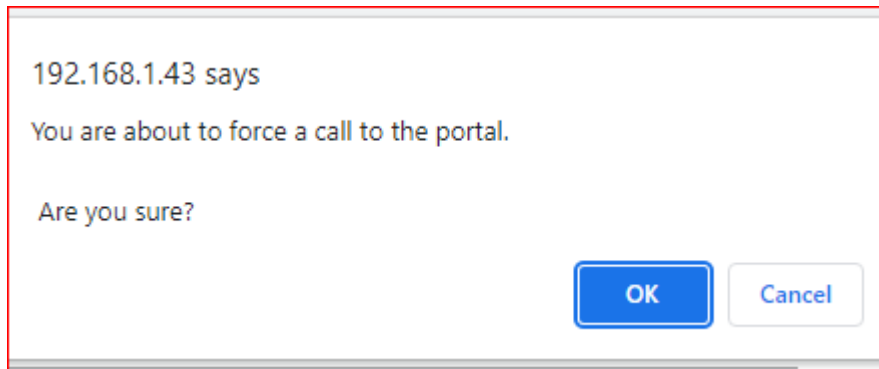 192.168.1.43 says
You are about to force a call to the portal.
Are you sure?
OK
Cancel